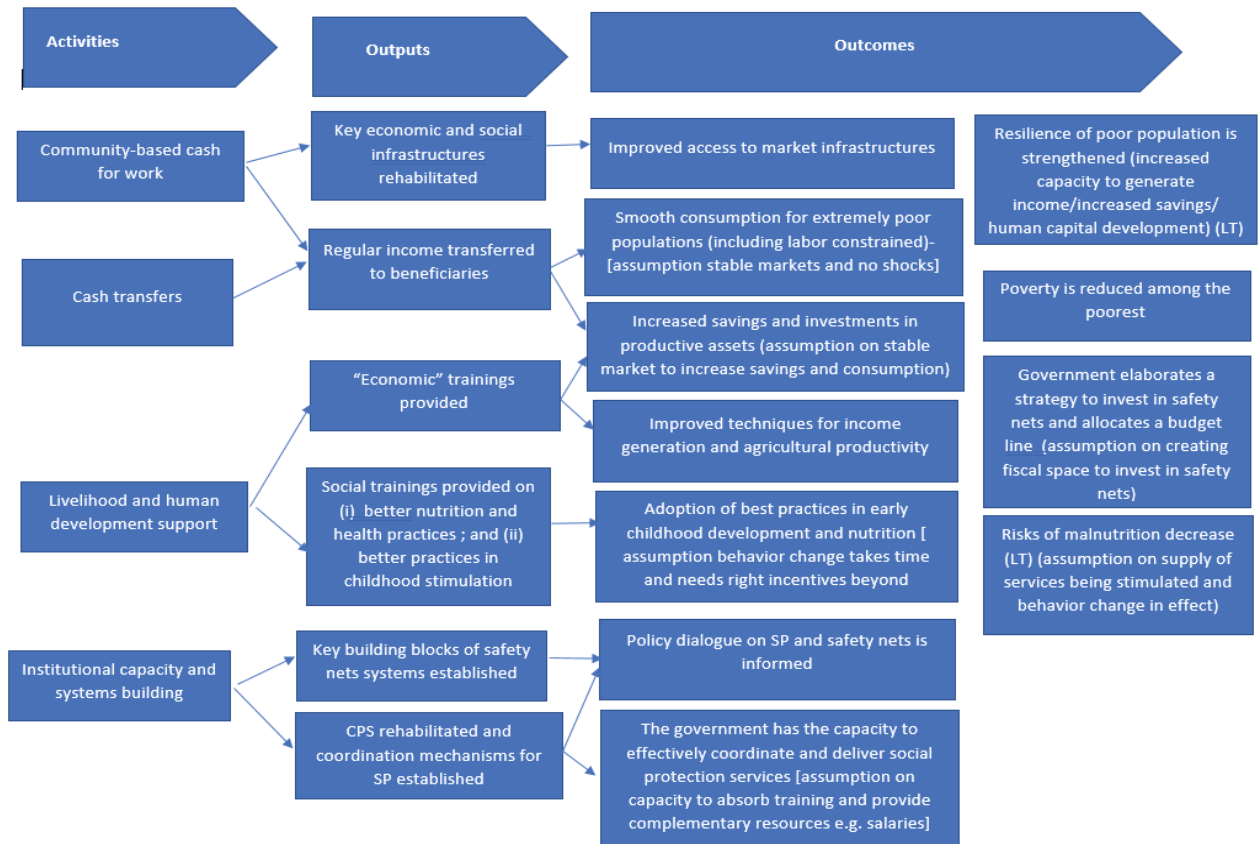 Activities
Outputs
Outcomes
Community-based cash
for work
Key economic and social
infrastructures
rehabilitated
Improved access to market infrastructures
Resilience of poor population is
strengthened (increased
capacity to generate
income/increased savings/
human capital development) (LT)
Cash transfers
Regular income transferred
to beneficiaries
Smooth consumption for extremely poor
populations (including labor constrained)-
[assumption stable markets and no shocks]
Poverty is reduced among the
poorest
Increased savings and investments in
productive assets (assumption on stable
market to increase savings and consumption)
"Economic" trainings
provided
Improved techniques for income
generation and agricultural productivity
Government elaborates a
strategy to invest in safety
nets and allocates a budget
line (assumption on creating
fiscal space to invest in safety
nets)
Livelihood and human
development support
Social trainings provided on
(i) better nutrition and
health practices ; and (ii)
better practices in
childhood stimulation
Adoption of best practices in early
childhood development and nutrition [
assumption behavior change takes time
and needs right incentives beyond
Risks of malnutrition decrease
(LT) (assumption on supply of
services being stimulated and
behavior change in effect)
Institutional capacity and
systems building
Key building blocks of safety
nets systems established
Policy dialogue on SP and safety nets is
informed
CPS rehabilitated and
coordination mechanisms for
SP established
The government has the capacity to
effectively coordinate and deliver social
protection services [assumption on
capacity to absorb training and provide
complementary resources e.g. salaries]